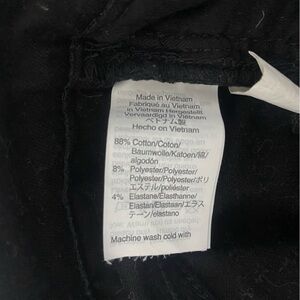 Made in Vietnam
Fabriqué au Vietnam
in Vietnam Hergestellt
Vervaardigd in Vietnam
ベトナム製
Hecho en Vietnam
88% Cotton/Coton/
Baumwolle/Katoen/綿/
algodón
8% Polyester/Polyester/
Polyester/Polyester/ポリ
エステル/poliéster
4% Elastane/Elasthanne/
Elastan/Elastaan/エラス
テーン/elastano
Machine wash cold with